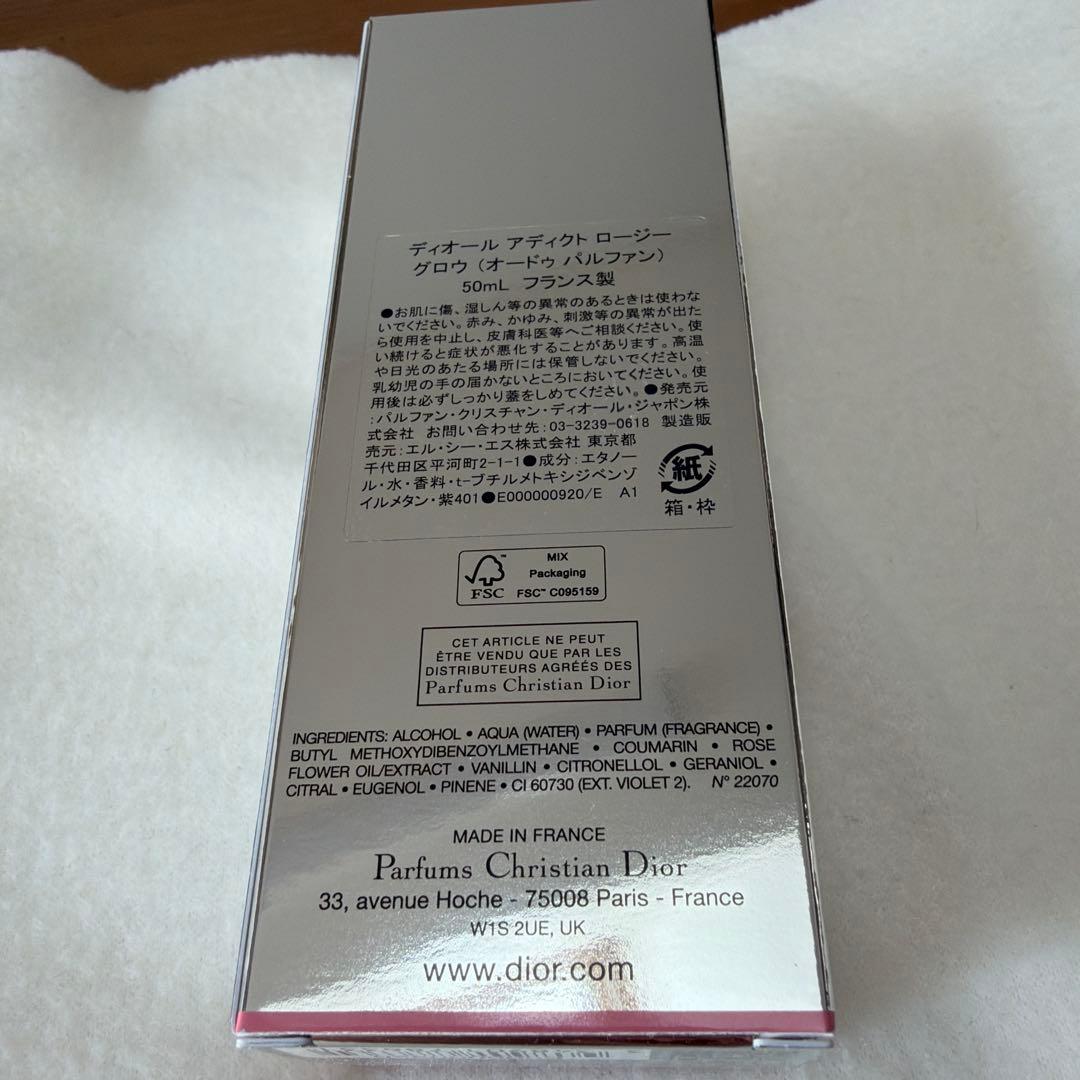 ディオール アディクト ロージー
グロウ（オードゥ パルファン）
50mL フランス製
●お肌に傷、湿しん等の異常のあるときは使わな
いでください。赤み、かゆみ、刺激等の異常が出た
ら使用を中止し、皮膚科医等へご相談ください。使
い続けると症状が悪化することがあります。高温
や日光のあたる場所には保管しないでください。
乳幼児の手の届かないところにおいてください。使
用後は必ずしっかり蓋をしめてください。●発売元
:パルファン・クリスチャン・ディオール・ジャポン株
式会社 お問い合わせ先:03-3239-0618 製造販
売元:エル・シー・エス株式会社 東京都
千代田区平河町2-1-1●成分:エタノー
ル・水・香料・t-ブチルメトキシジベンゾ
イルメタン・紫401●E000000920/E A1
紙
箱・枠
FSC™
MIX
Packaging
FSC™ C095159
CET ARTICLE NE PEUT
ÊTRE VENDU QUE PAR LES
DISTRIBUTEURS AGRÉÉS DES
Parfums Christian Dior
INGREDIENTS: ALCOHOL • AQUA (WATER) • PARFUM (FRAGRANCE) •
BUTYL METHOXYDIBENZOYLMETHANE • COUMARIN • ROSE
FLOWER OIL/EXTRACT • VANILLIN • CITRONELLOL • GERANIOL •
CITRAL • EUGENOL • PINENE • CI 60730 (EXT. VIOLET 2). N° 22070
MADE IN FRANCE
Parfums Christian Dior
33, avenue Hoche - 75008 Paris - France
W1S 2UE, UK
www.dior.com